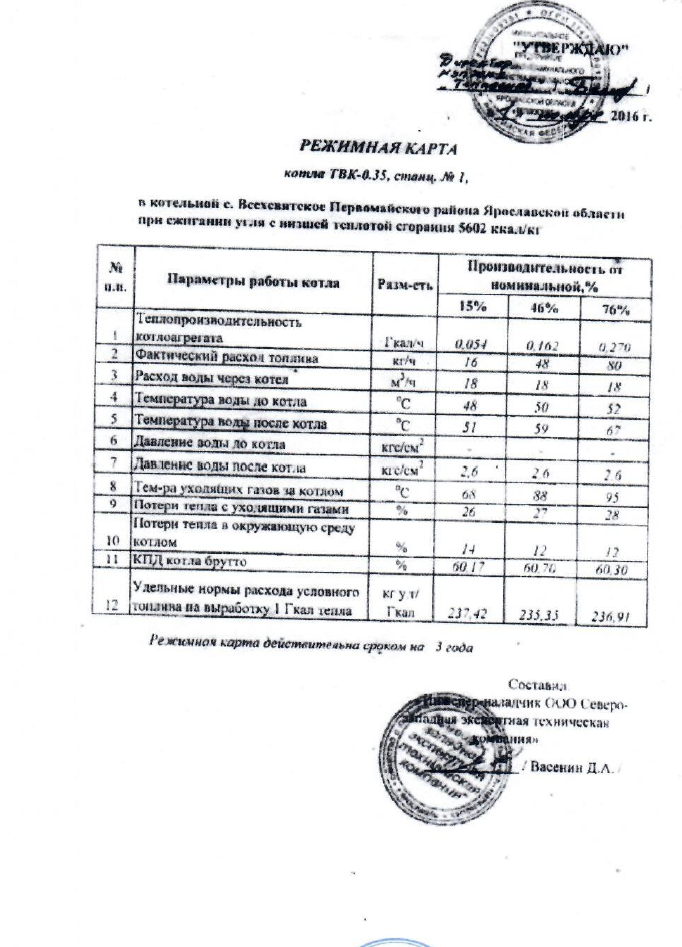 "УТВЕРЖДАЮ"
Директор
2016 г.
РЕЖИМНАЯ КАРТА
котла ТВК-0.35, станц. № 1,
в котельной с. Всехсвятское Первомайского района Ярославской области
при сжигании угля с низшей теплотой сгорания 5602 ккал/кг
№ п.п. Параметры работы котла Разм-сть Производительность от номинальной,%
15% 46% 76%
1 Теплопроизводительность котлоагрегата Гкал/ч 0,054 0,162 0,270
2 Фактический расход топлива кг/ч 16 48 80
3 Расход воды через котел м³/ч 18 18 18
4 Температура воды до котла °С 48 50 52
5 Температура воды после котла °С 51 59 67
6 Давление воды до котла кгс/см² - - -
7 Давление воды после котла кгс/см² 2,6 2.6 2.6
8 Тем-ра уходящих газов за котлом °С 68 88 95
9 Потери тепла с уходящими газами % 26 27 28
10 Потери тепла в окружающую среду котлом % 14 12 12
11 КПД котла брутто % 60.17 60,70 60,30
12 Удельные нормы расхода условного топлива на выработку 1 Гкал тепла кг у.т/ Гкал 237,42 235,35 236,91
Режимная карта действительна сроком на 3 года
Составил
Инженер-наладчик ООО Северо-
западная экспертная техническая
компания»
/ Васенин Д.А. /